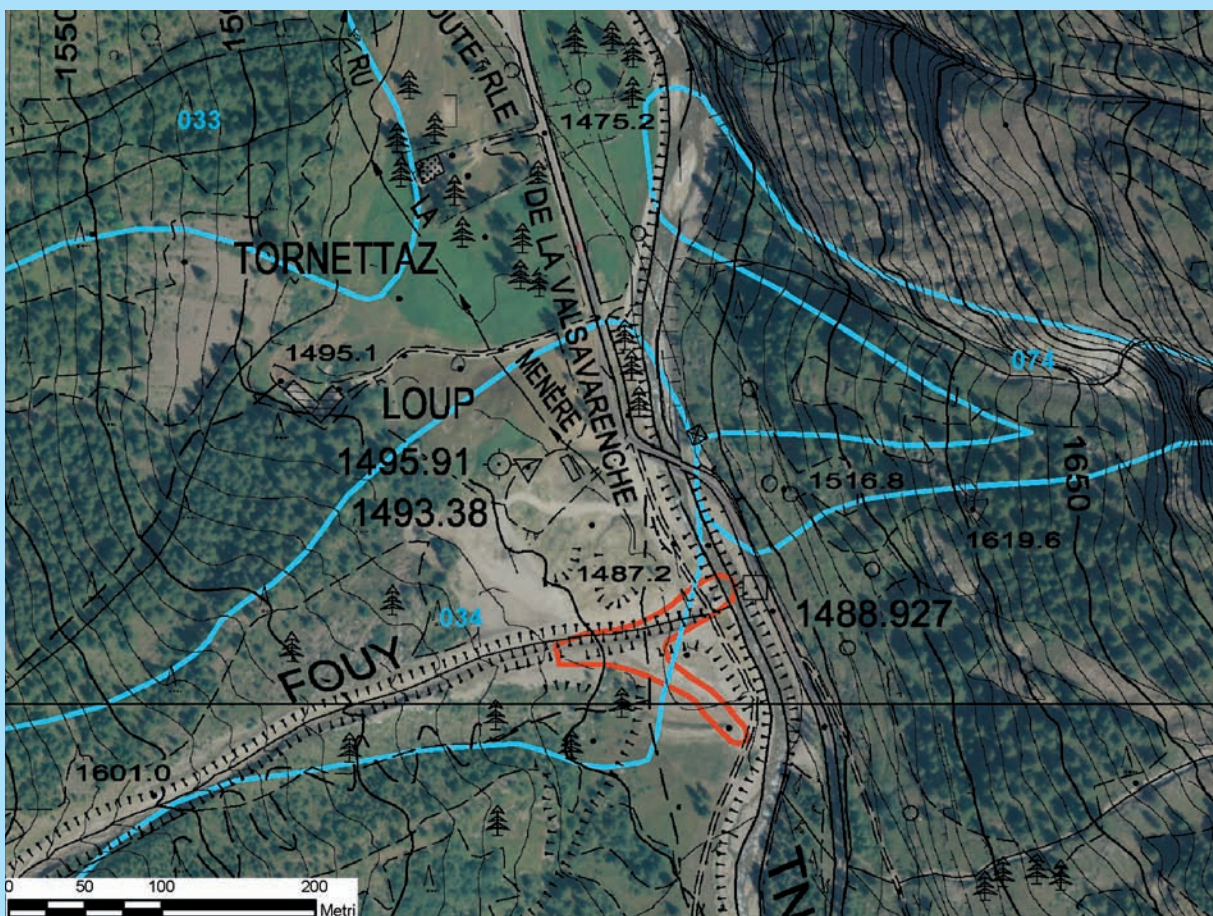 1550
RU
OUTE RLE
033
1475.2
LA
DE LA VALSAVARENCHE
TORNETTAZ
1495.1
MENÈRE
074
LOUP
1495.91
1493.38
1516.8
1650
1619.6
1487.2
034
1488.927
FOUY
1601.0
TN
0 50 100 200
Metri